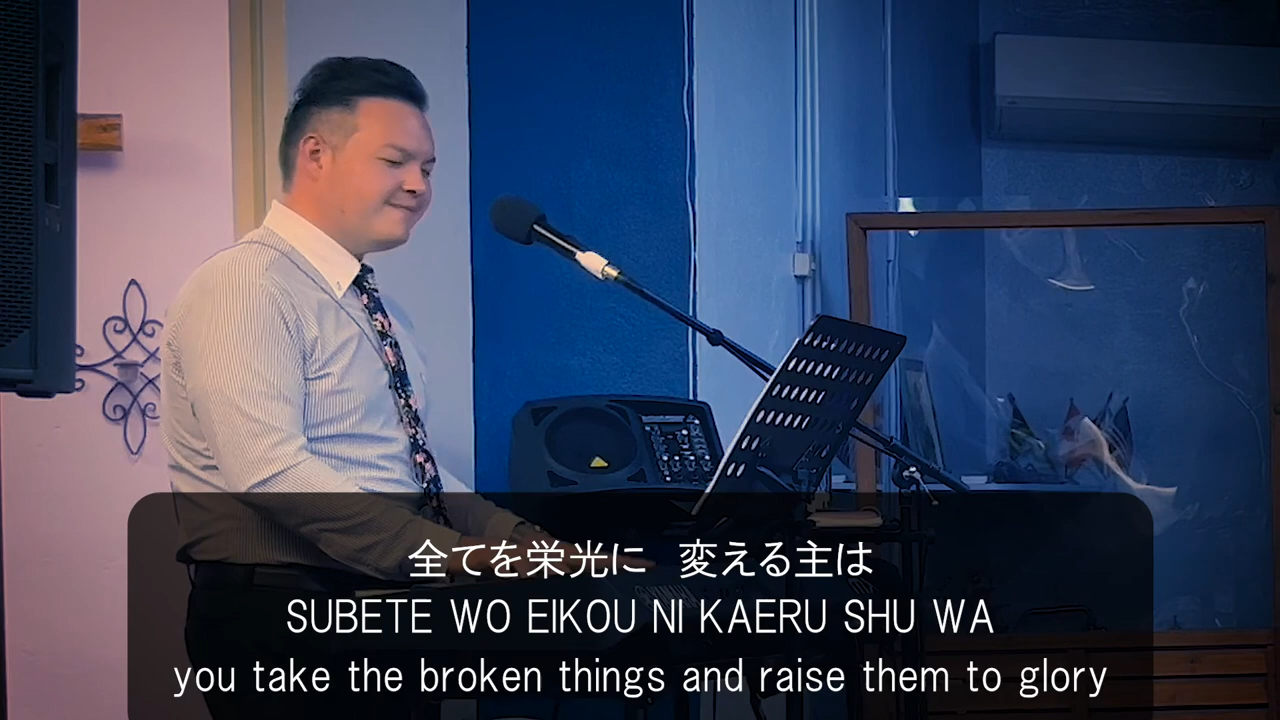 全てを栄光に　変える主は
SUBETE WO EIKOU NI KAERU SHU WA
you take the broken things and raise them to glory